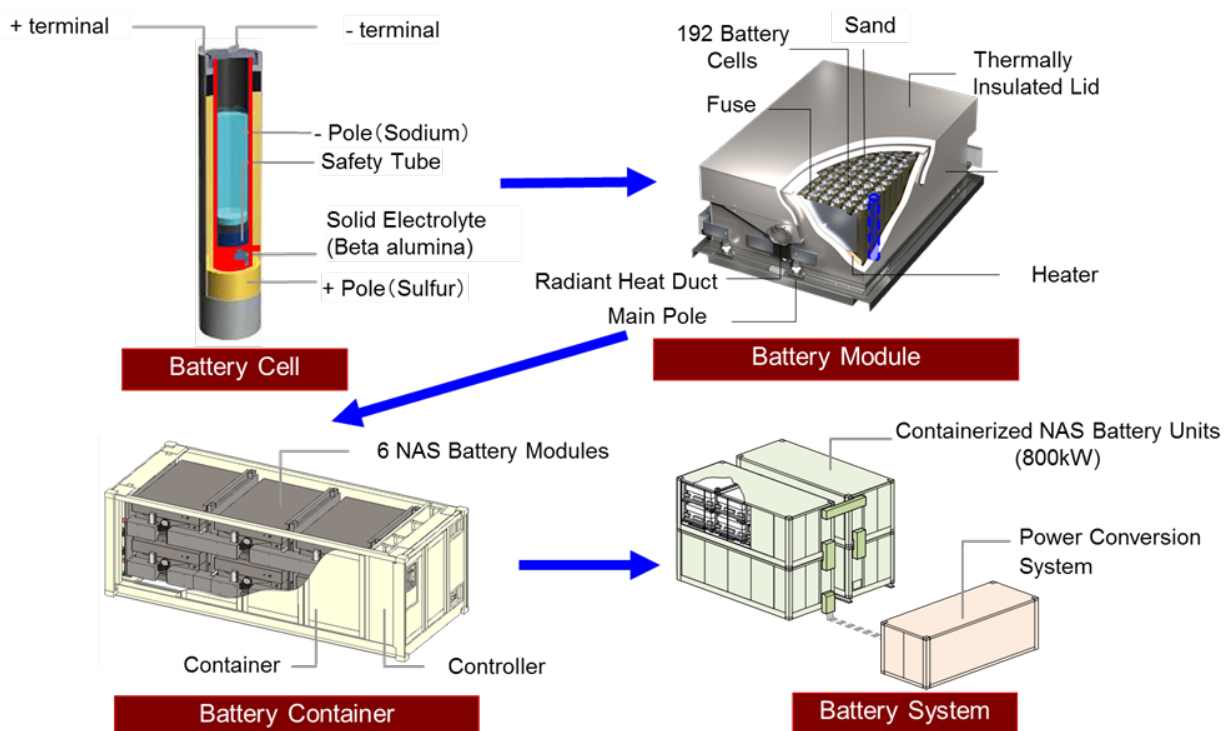 + terminal
- terminal
- Pole（Sodium）
Safety Tube
Solid Electrolyte
(Beta alumina)
+ Pole（Sulfur）
Battery Cell
192 Battery
Cells
Sand
Thermally
Insulated Lid
Fuse
Radiant Heat Duct
Heater
Main Pole
Battery Module
6 NAS Battery Modules
Container
Controller
Battery Container
Containerized NAS Battery Units
(800kW)
Power Conversion
System
Battery System